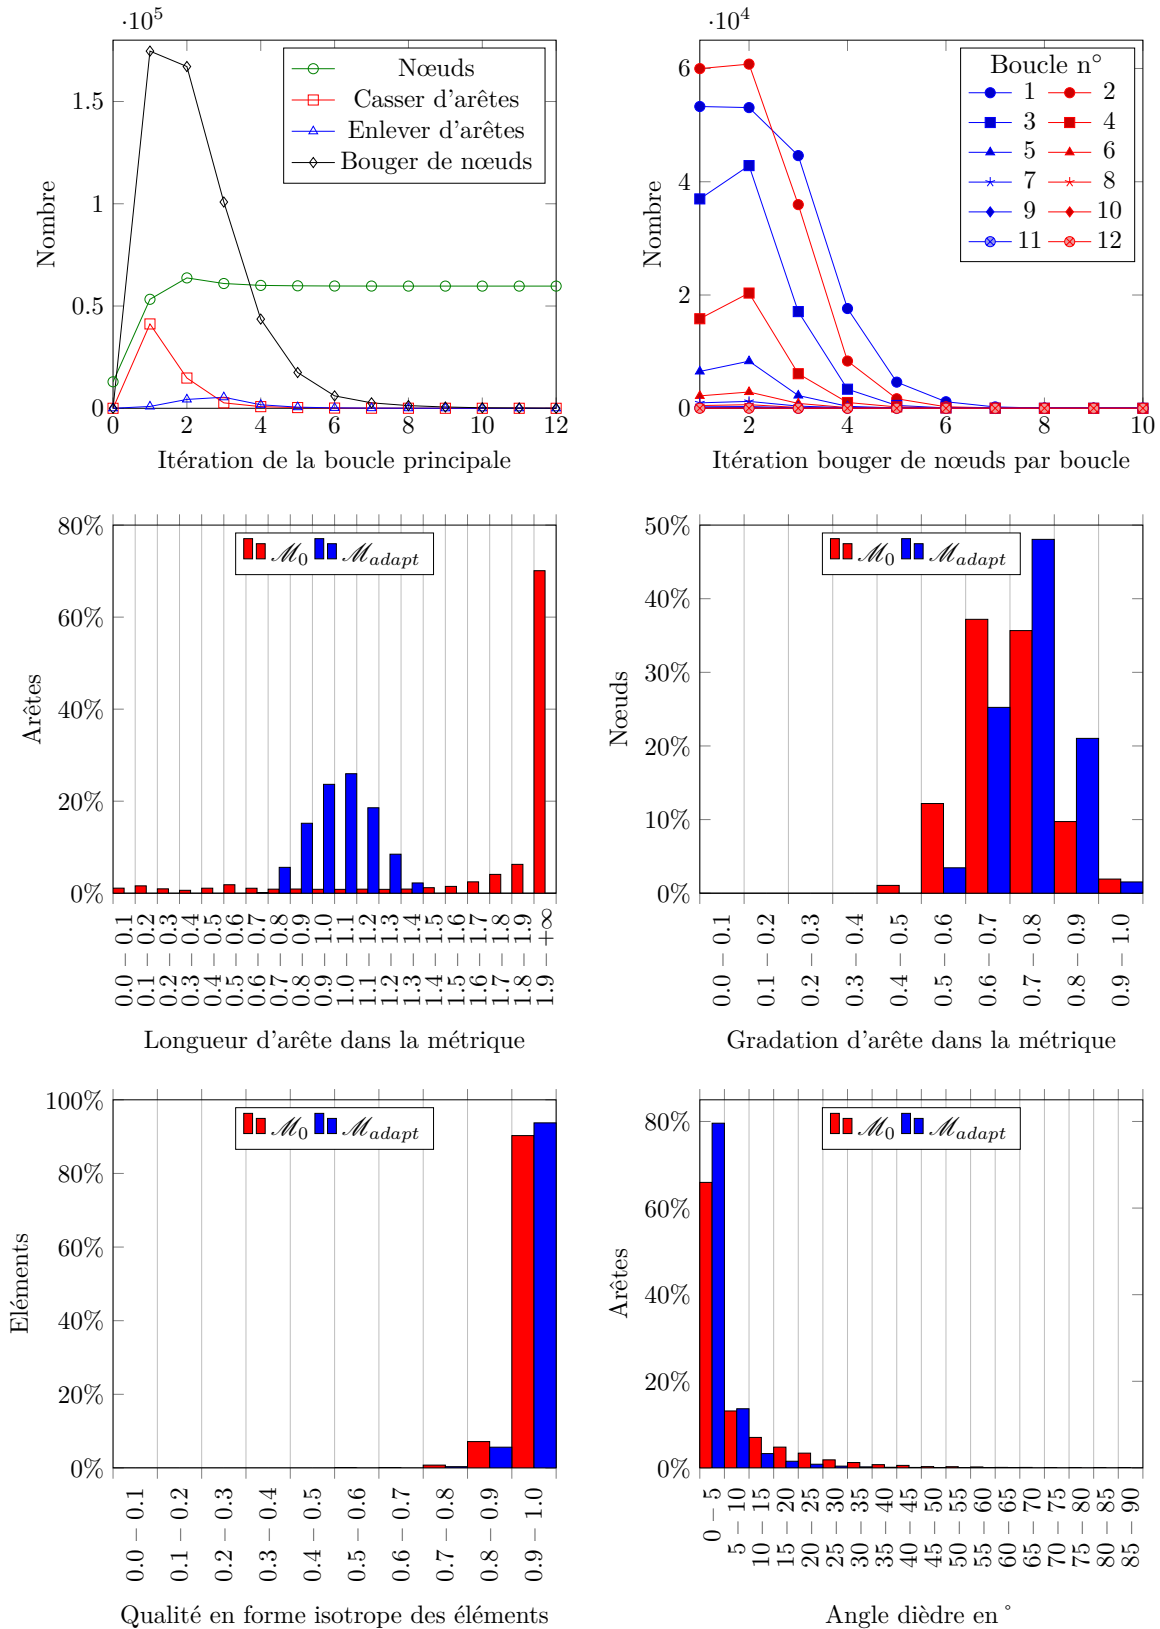 ·10⁵
Nombre
0
0.5
1
1.5
0 2 4 6 8 10 12
Itération de la boucle principale
Nœuds
Casser d'arêtes
Enlever d'arêtes
Bouger de nœuds
·10⁴
Nombre
0
2
4
6
2 4 6 8 10
Itération bouger de nœuds par boucle
Boucle n°
1 2
3 4
5 6
7 8
9 10
11 12
Arêtes
80%
60%
40%
20%
0%
ℳ₀ ℳadapt
0.0 – 0.1
0.1 – 0.2
0.2 – 0.3
0.3 – 0.4
0.4 – 0.5
0.5 – 0.6
0.6 – 0.7
0.7 – 0.8
0.8 – 0.9
0.9 – 1.0
1.0 – 1.1
1.1 – 1.2
1.2 – 1.3
1.3 – 1.4
1.4 – 1.5
1.5 – 1.6
1.6 – 1.7
1.7 – 1.8
1.8 – 1.9
1.9 – +∞
Longueur d'arête dans la métrique
Nœuds
50%
40%
30%
20%
10%
0%
ℳ₀ ℳadapt
0.0 – 0.1
0.1 – 0.2
0.2 – 0.3
0.3 – 0.4
0.4 – 0.5
0.5 – 0.6
0.6 – 0.7
0.7 – 0.8
0.8 – 0.9
0.9 – 1.0
Gradation d'arête dans la métrique
Eléments
100%
80%
60%
40%
20%
0%
ℳ₀ ℳadapt
0.0 – 0.1
0.1 – 0.2
0.2 – 0.3
0.3 – 0.4
0.4 – 0.5
0.5 – 0.6
0.6 – 0.7
0.7 – 0.8
0.8 – 0.9
0.9 – 1.0
Qualité en forme isotrope des éléments
Arêtes
80%
60%
40%
20%
0%
ℳ₀ ℳadapt
0 – 5
5 – 10
10 – 15
15 – 20
20 – 25
25 – 30
30 – 35
35 – 40
40 – 45
45 – 50
50 – 55
55 – 60
60 – 65
65 – 70
70 – 75
75 – 80
80 – 85
85 – 90
Angle dièdre en °